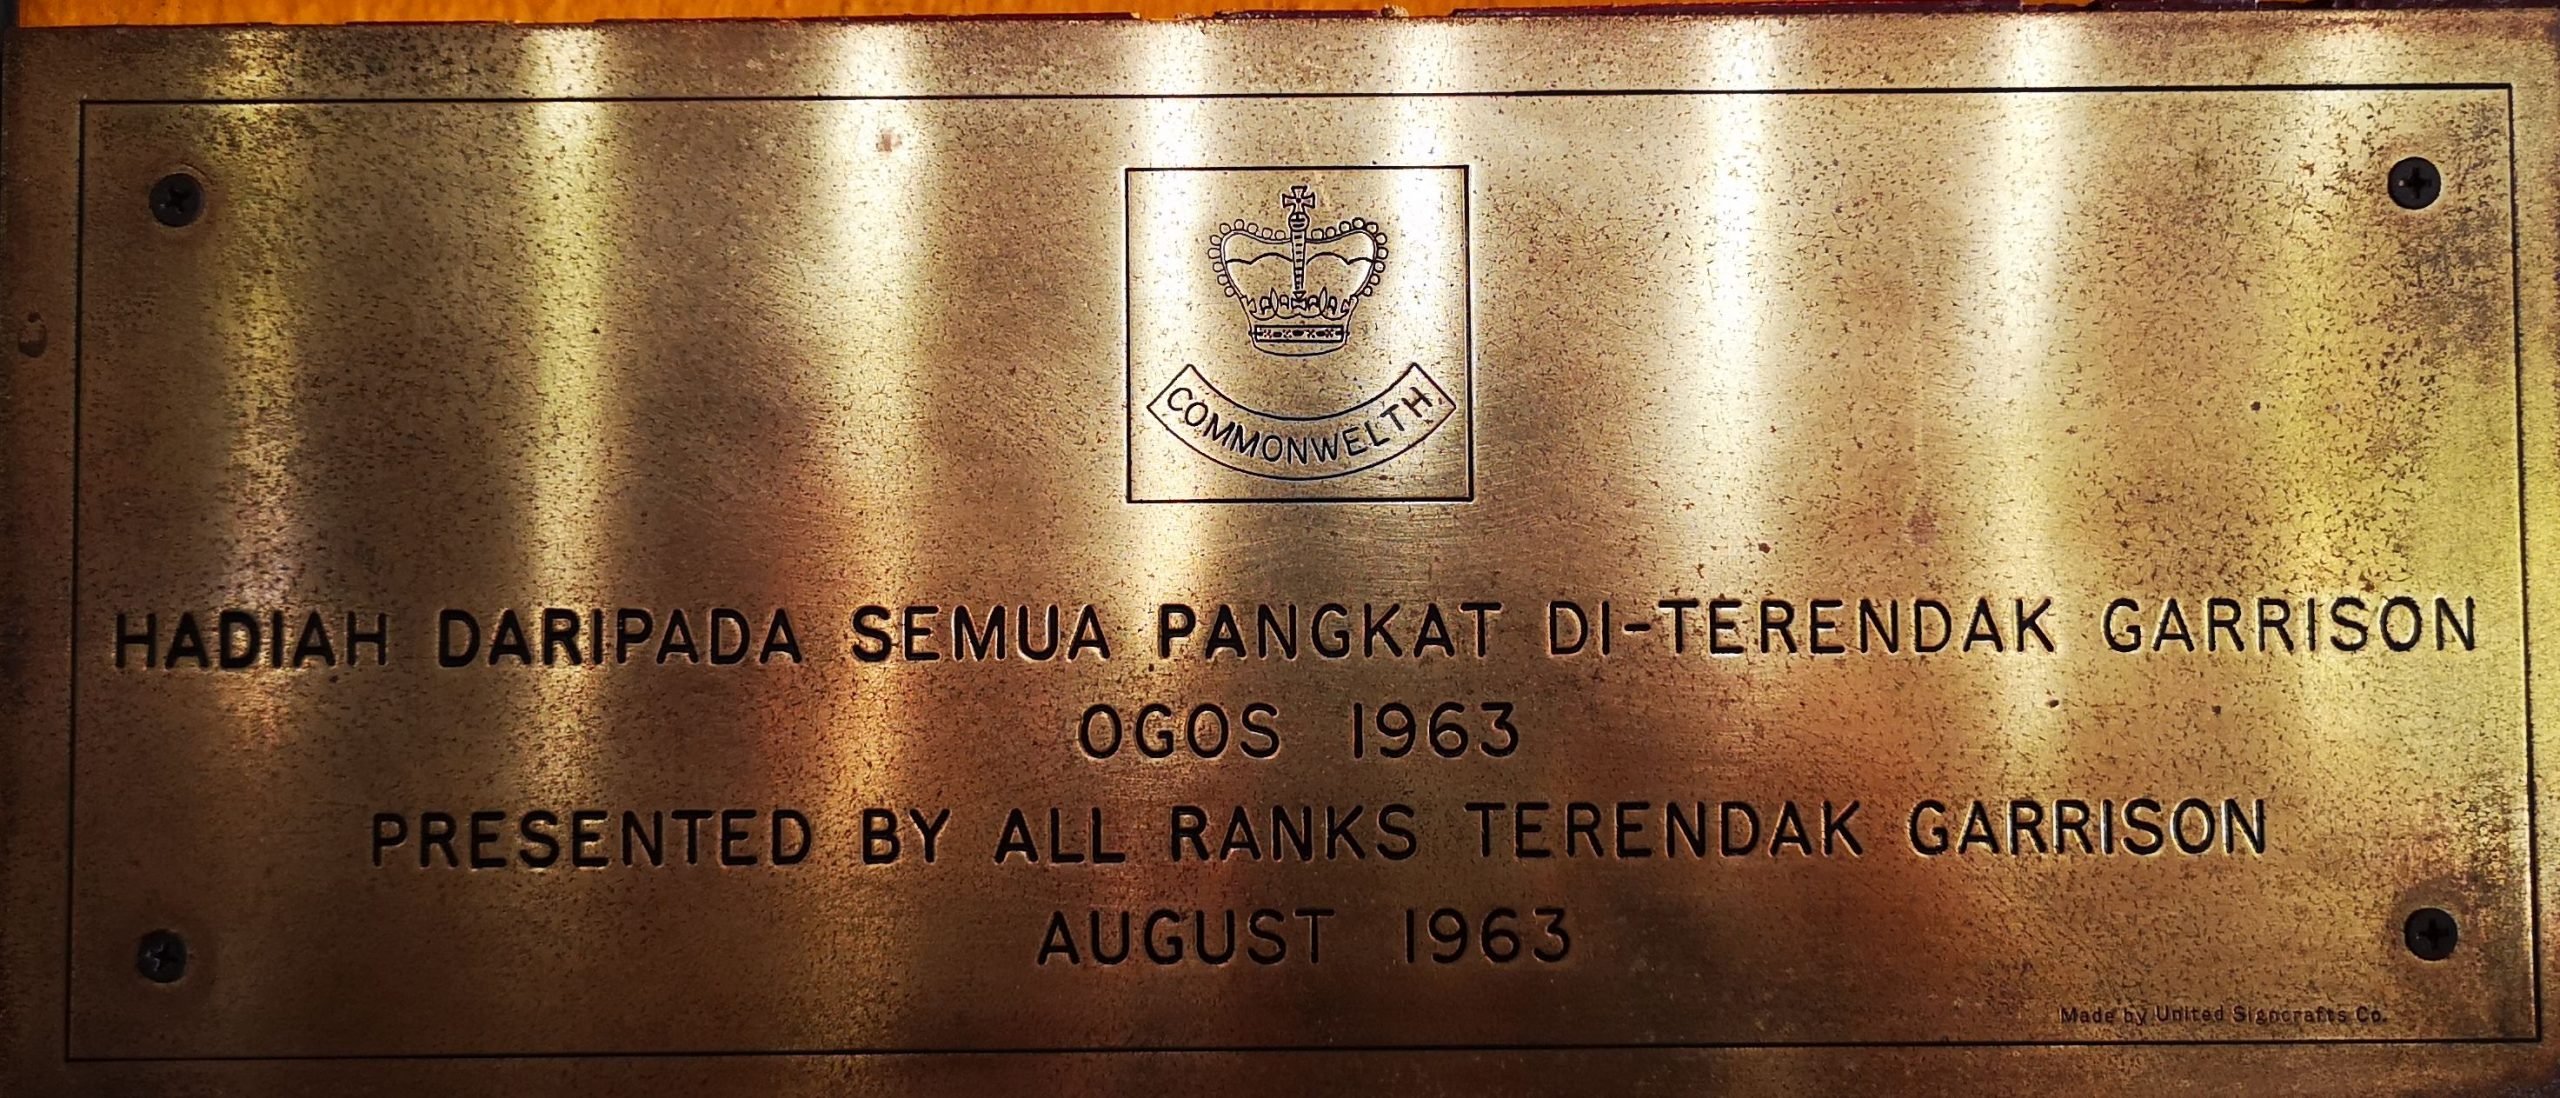 COMMONWELTH
HADIAH DARIPADA SEMUA PANGKAT DI-TERENDAK GARRISON
OGOS 1963
PRESENTED BY ALL RANKS TERENDAK GARRISON
AUGUST 1963
Made by United Signcrafts Co.